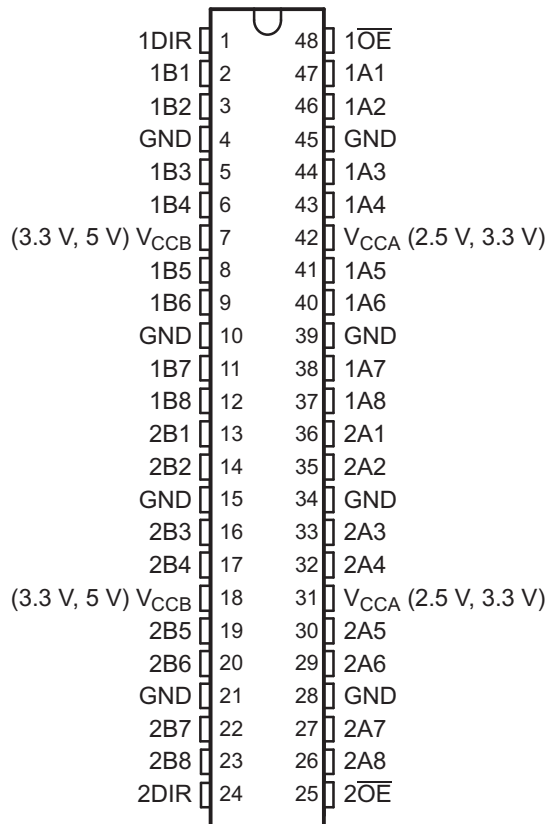 1DIR 1 48 1O̅E̅
1B1 2 47 1A1
1B2 3 46 1A2
GND 4 45 GND
1B3 5 44 1A3
1B4 6 43 1A4
(3.3 V, 5 V) VCCB 7 42 VCCA (2.5 V, 3.3 V)
1B5 8 41 1A5
1B6 9 40 1A6
GND 10 39 GND
1B7 11 38 1A7
1B8 12 37 1A8
2B1 13 36 2A1
2B2 14 35 2A2
GND 15 34 GND
2B3 16 33 2A3
2B4 17 32 2A4
(3.3 V, 5 V) VCCB 18 31 VCCA (2.5 V, 3.3 V)
2B5 19 30 2A5
2B6 20 29 2A6
GND 21 28 GND
2B7 22 27 2A7
2B8 23 26 2A8
2DIR 24 25 2O̅E̅